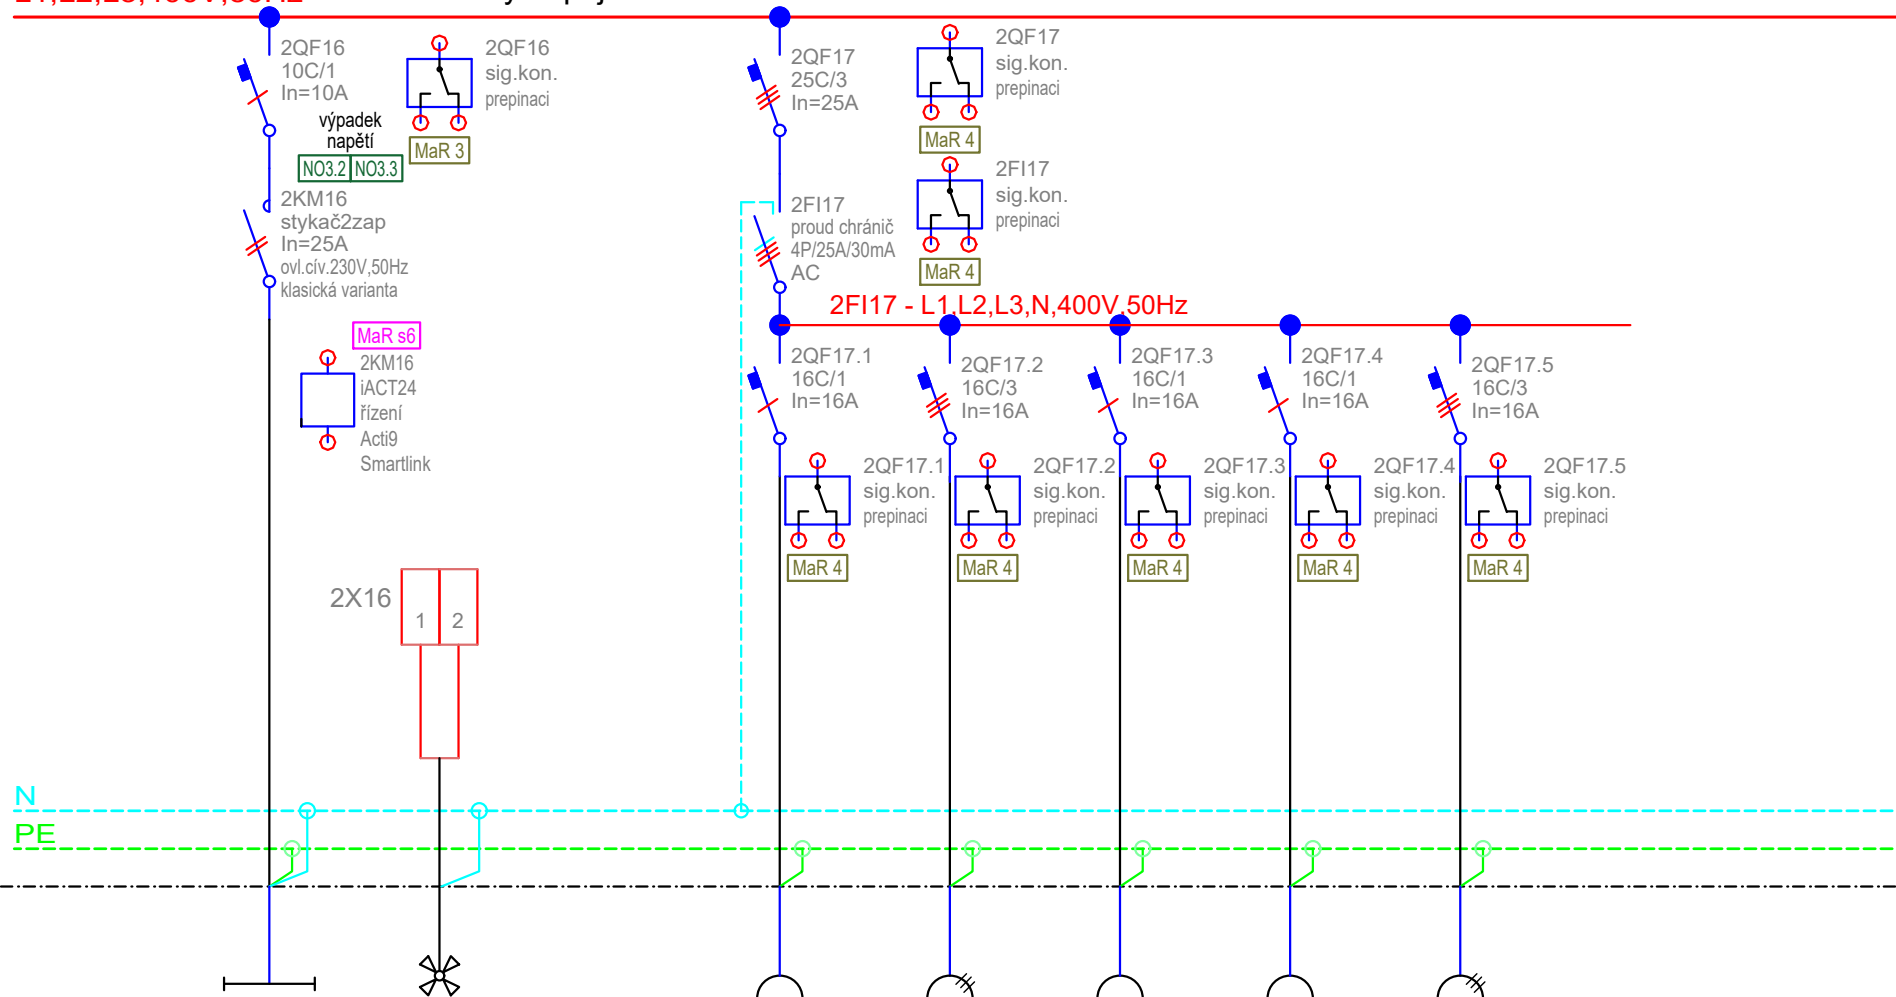 2QF16
10C/1
In=10A
2QF16
sig.kon.
prepinaci
výpadek
napětí
MaR 3
NO3.2 NO3.3
2KM16
stykač2zap
In=25A
ovl.cív.230V,50Hz
klasická varianta
MaR s6
2KM16
iACT24
řízení
Acti9
Smartlink
2X16
1 2
2QF17
25C/3
In=25A
2QF17
sig.kon.
prepinaci
MaR 4
2FI17
proud chránič
4P/25A/30mA
AC
2FI17
sig.kon.
prepinaci
MaR 4
2FI17 - L1,L2,L3,N,400V,50Hz
2QF17.1
16C/1
In=16A
2QF17.2
16C/3
In=16A
2QF17.3
16C/1
In=16A
2QF17.4
16C/1
In=16A
2QF17.5
16C/3
In=16A
2QF17.1
sig.kon.
prepinaci
MaR 4
2QF17.2
sig.kon.
prepinaci
MaR 4
2QF17.3
sig.kon.
prepinaci
MaR 4
2QF17.4
sig.kon.
prepinaci
MaR 4
2QF17.5
sig.kon.
prepinaci
MaR 4
N
PE